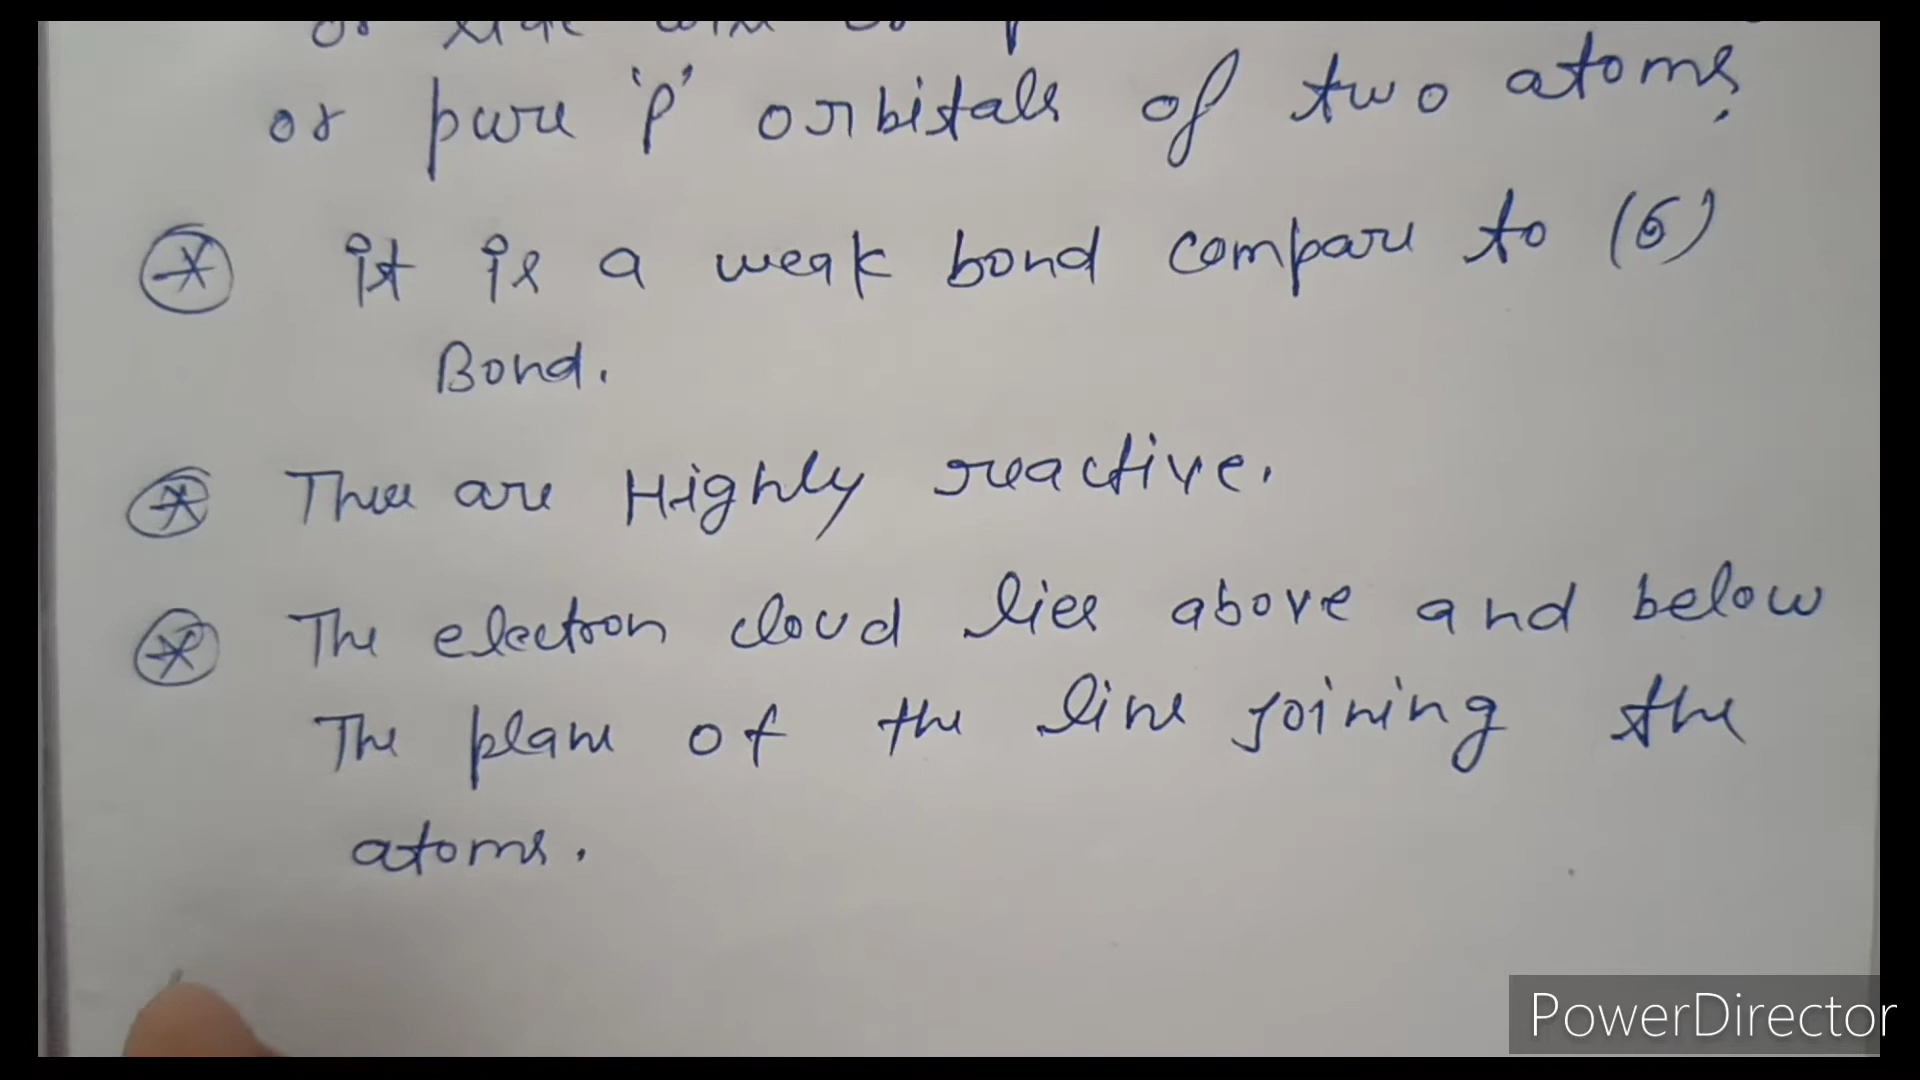 or pure 'p' orbitals of two atoms,
it is a weak bond compare to (σ)
Bond.
These are Highly reactive.
The electron cloud lies above and below
The plane of the line joining the
atoms.
PowerDirector